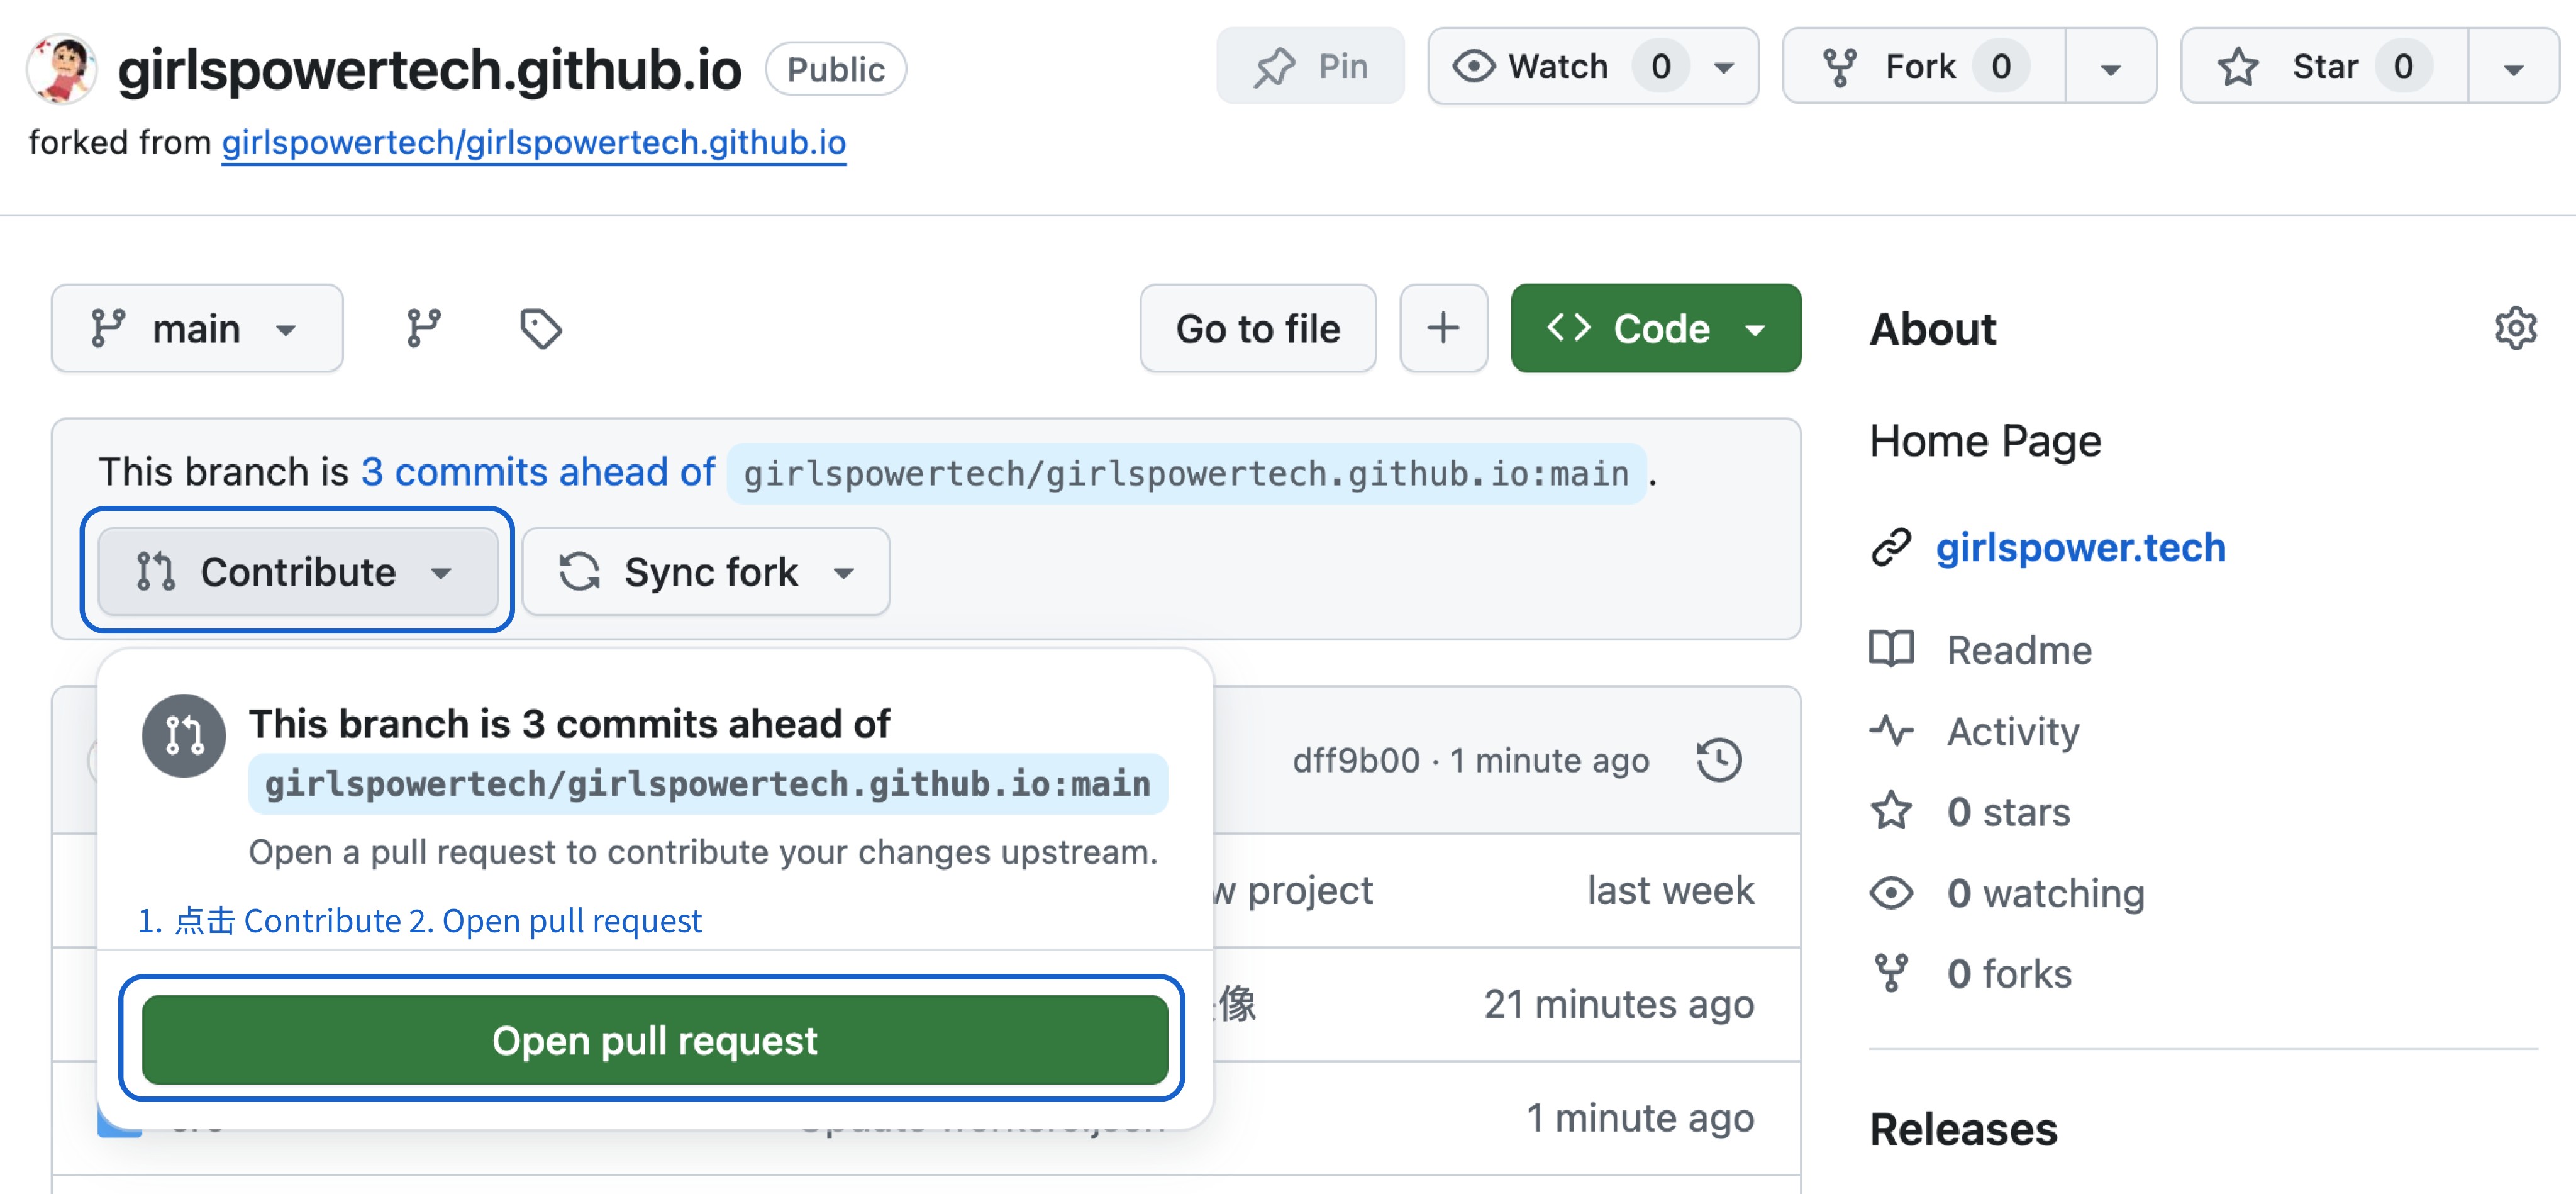 girlspowertech.github.io Public
Pin Watch 0 Fork 0 Star 0
forked from girlspowertech/girlspowertech.github.io
main Go to file + Code
This branch is 3 commits ahead of girlspowertech/girlspowertech.github.io:main .
Contribute Sync fork
This branch is 3 commits ahead of
girlspowertech/girlspowertech.github.io:main
Open a pull request to contribute your changes upstream.
1. 点击 Contribute 2. Open pull request
Open pull request
dff9b00 · 1 minute ago
project last week
像 21 minutes ago
1 minute ago
About
Home Page
girlspower.tech
Readme
Activity
0 stars
0 watching
0 forks
Releases